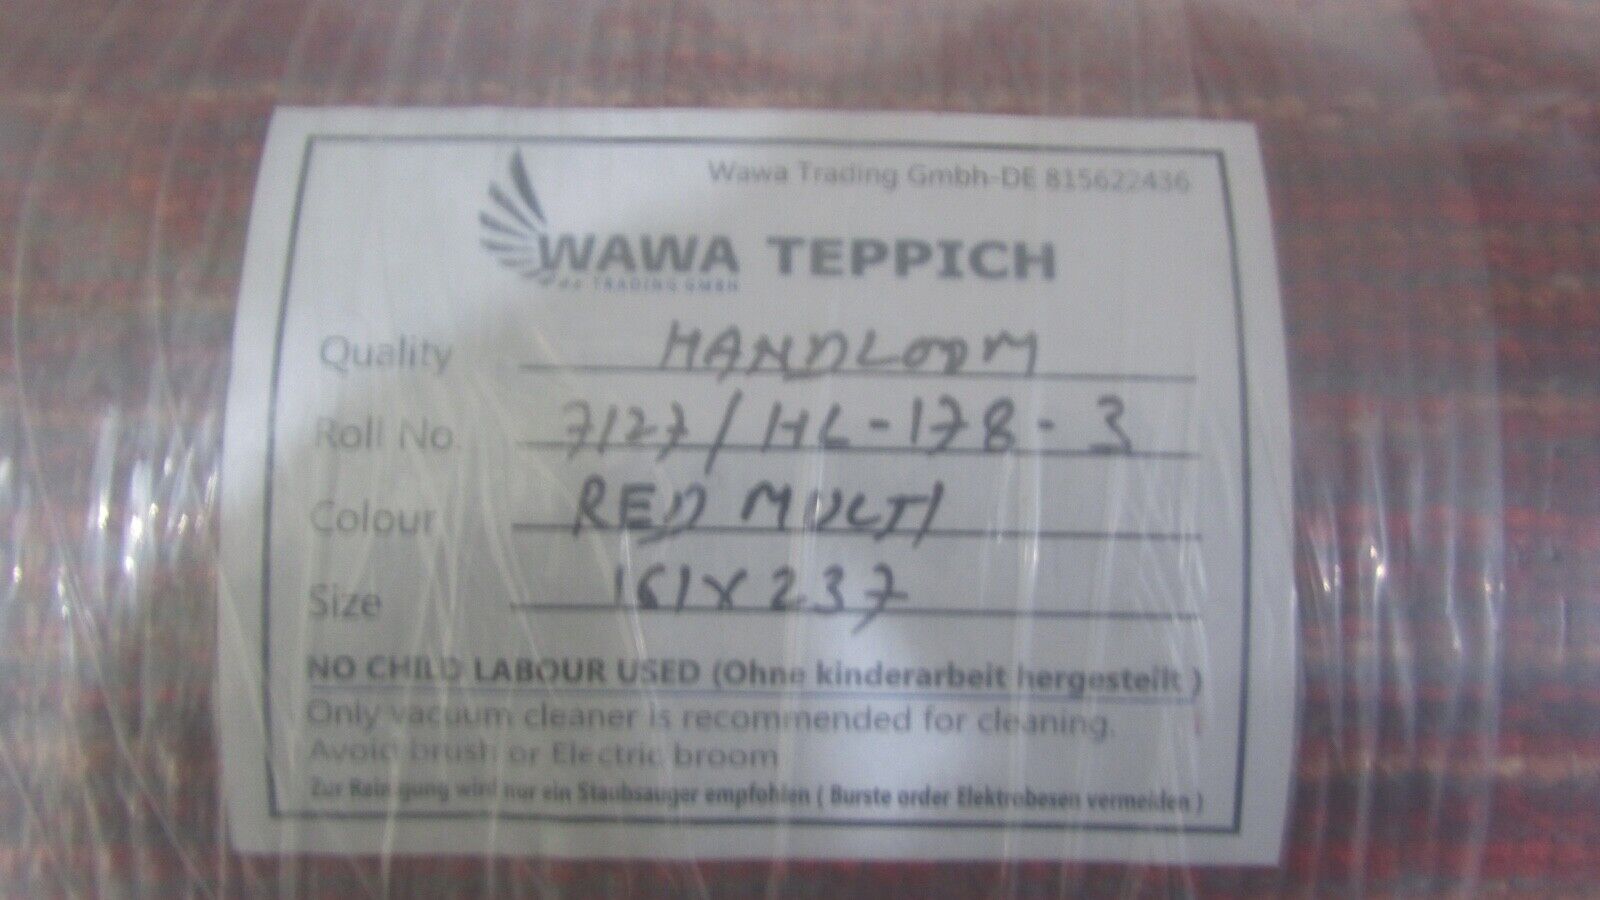 Wawa Trading Gmbh-DE 815622436
WAWA TEPPICH
TRADING GMBH
Quality HANDLOOM
Roll No. 7127/HL-178-3
Colour RED MULTI
Size 161x237
NO CHILD LABOUR USED (Ohne kinderarbeit hergestellt )
Only vacuum cleaner is recommended for cleaning.
Avoid brush or Electric broom
Zur Reinigung wird nur ein Staubsauger empfohlen ( Burste order Elektrobesen vermeiden )